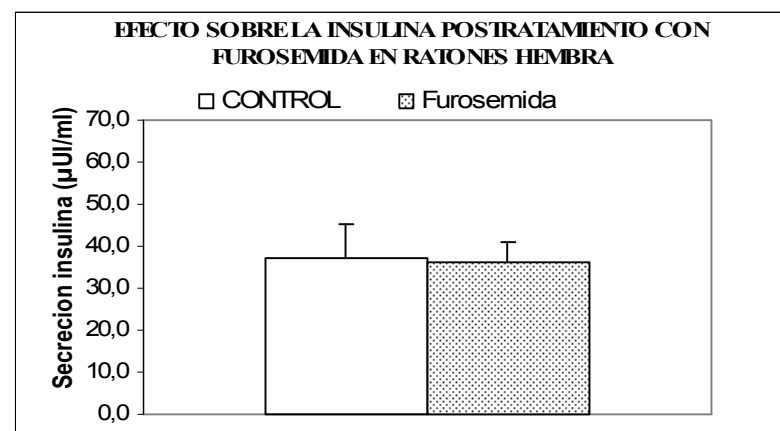 EFECTO SOBRE LA INSULINA POSTRATAMIENTO CON
FUROSEMIDA EN RATONES HEMBRA
CONTROL Furosemida
Secrecion insulina (µUI/ml)
70,0
60,0
50,0
40,0
30,0
20,0
10,0
0,0